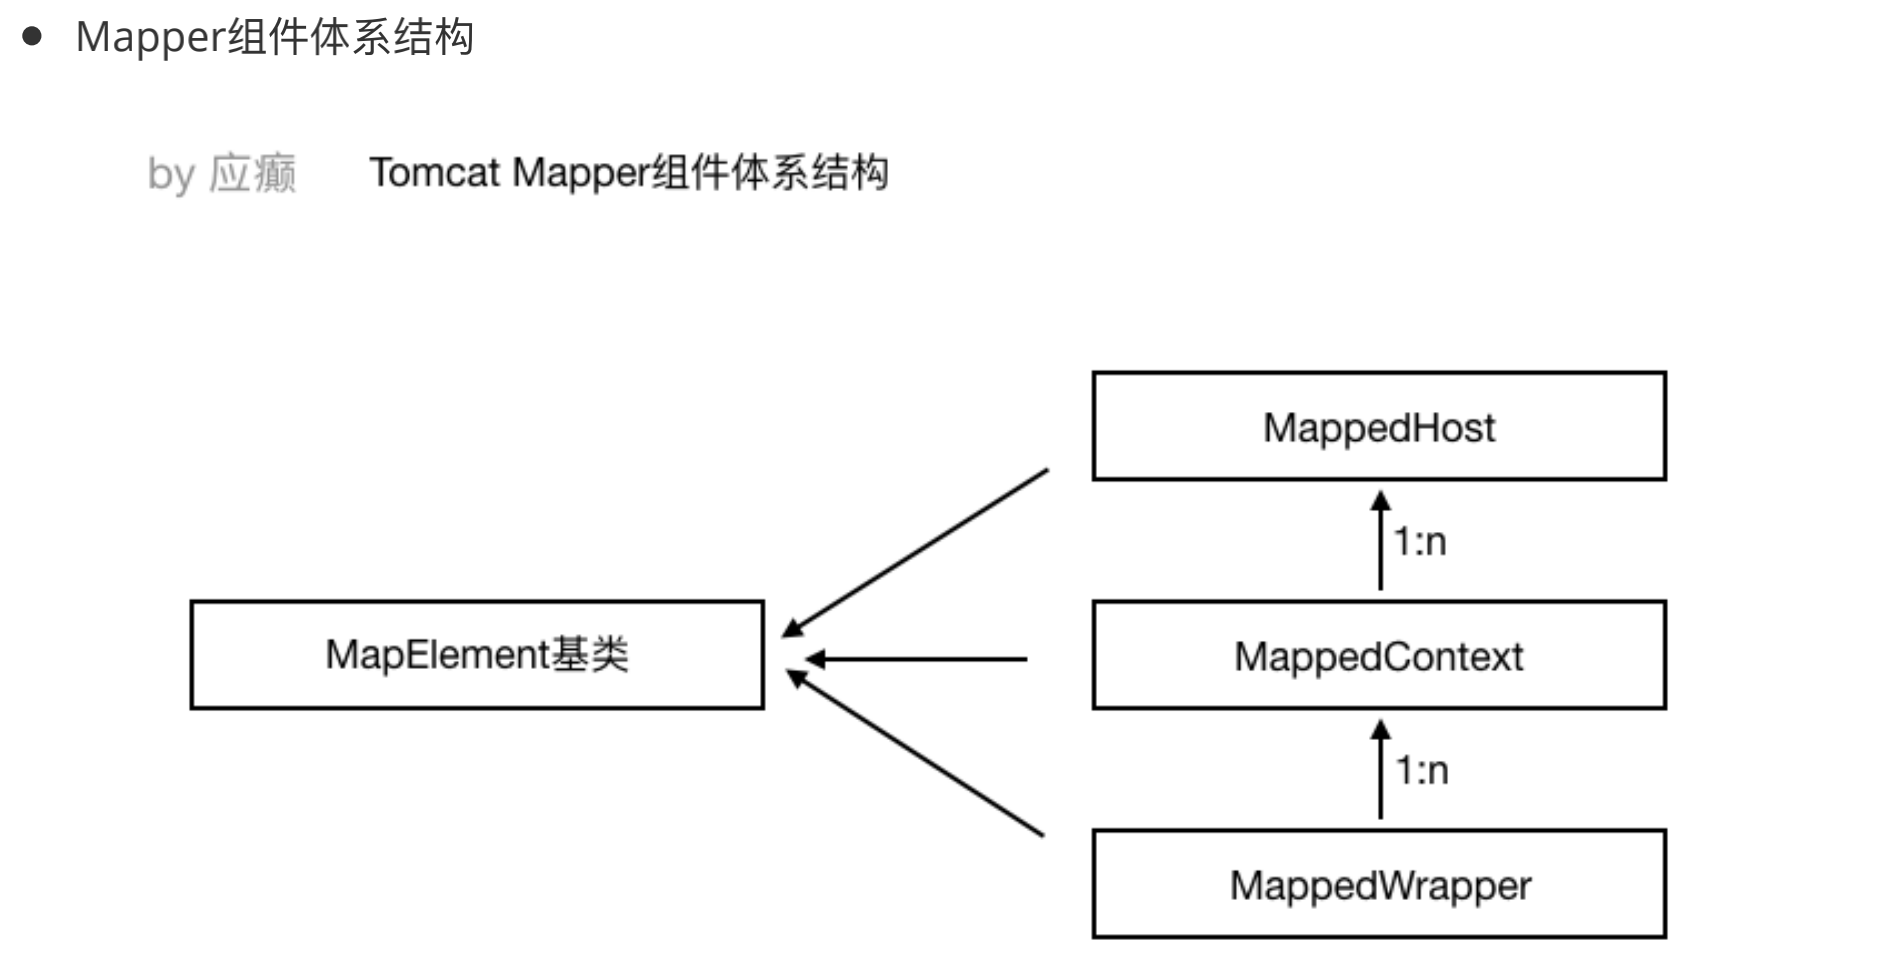 Mapper组件体系结构
by 应癫 Tomcat Mapper组件体系结构
MappedHost
1:n
MapElement基类
MappedContext
1:n
MappedWrapper